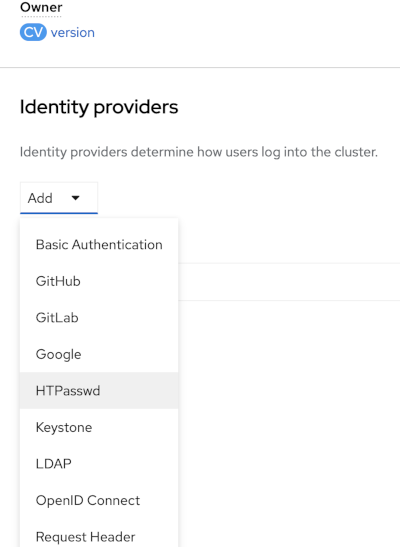 Owner
CV version
Identity providers
Identity providers determine how users log into the cluster.
Add
Basic Authentication
GitHub
GitLab
Google
HTPasswd
Keystone
LDAP
OpenID Connect
Request Header